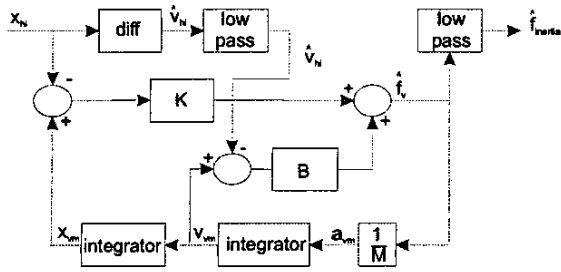 x_hi
diff
v̂_hi
low
pass
low
pass
f̂_inertia
v̂_hi
-
+
K
+
+
f̂_v
+
-
B
x_vm
integrator
v_vm
integrator
a_vm
1
M